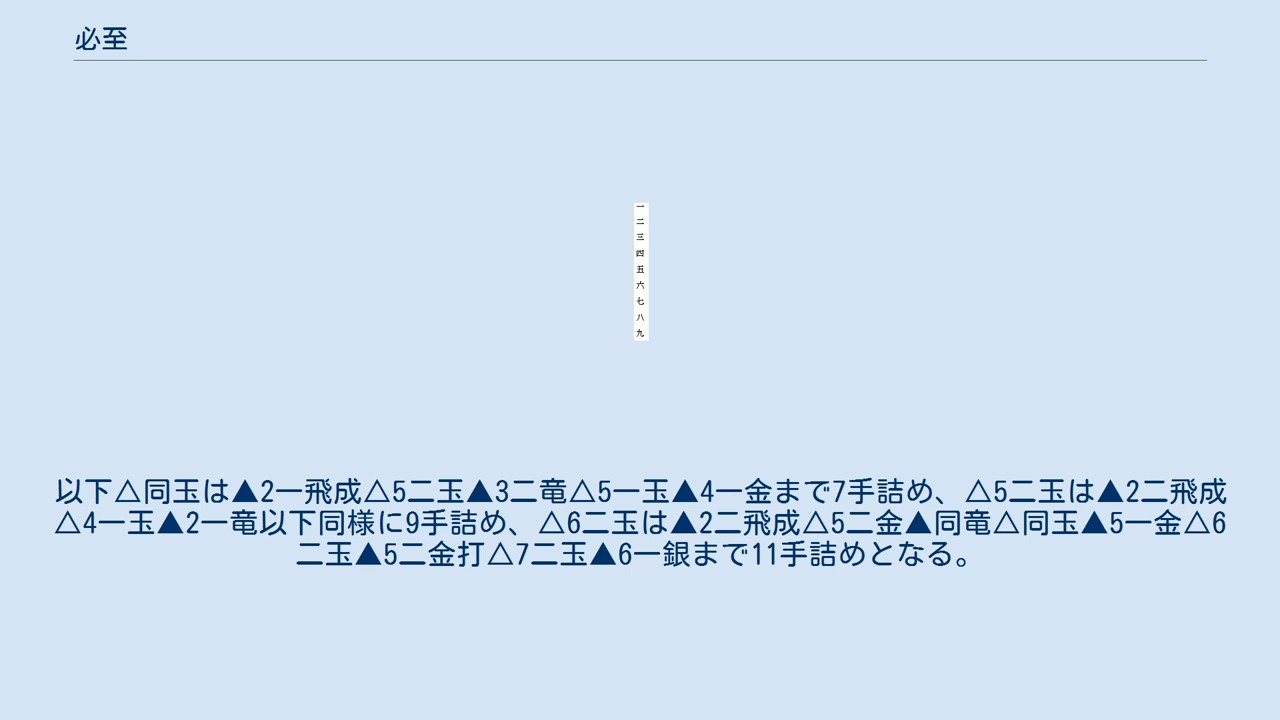 必至
一
二
三
四
五
六
七
八
九
以下△同玉は▲2一飛成△5二玉▲3二竜△5一玉▲4一金まで7手詰め、△5二玉は▲2二飛成
△4一玉▲2一竜以下同様に9手詰め、△6二玉は▲2二飛成△5二金▲同竜△同玉▲5一金△6
二玉▲5二金打△7二玉▲6一銀まで11手詰めとなる。